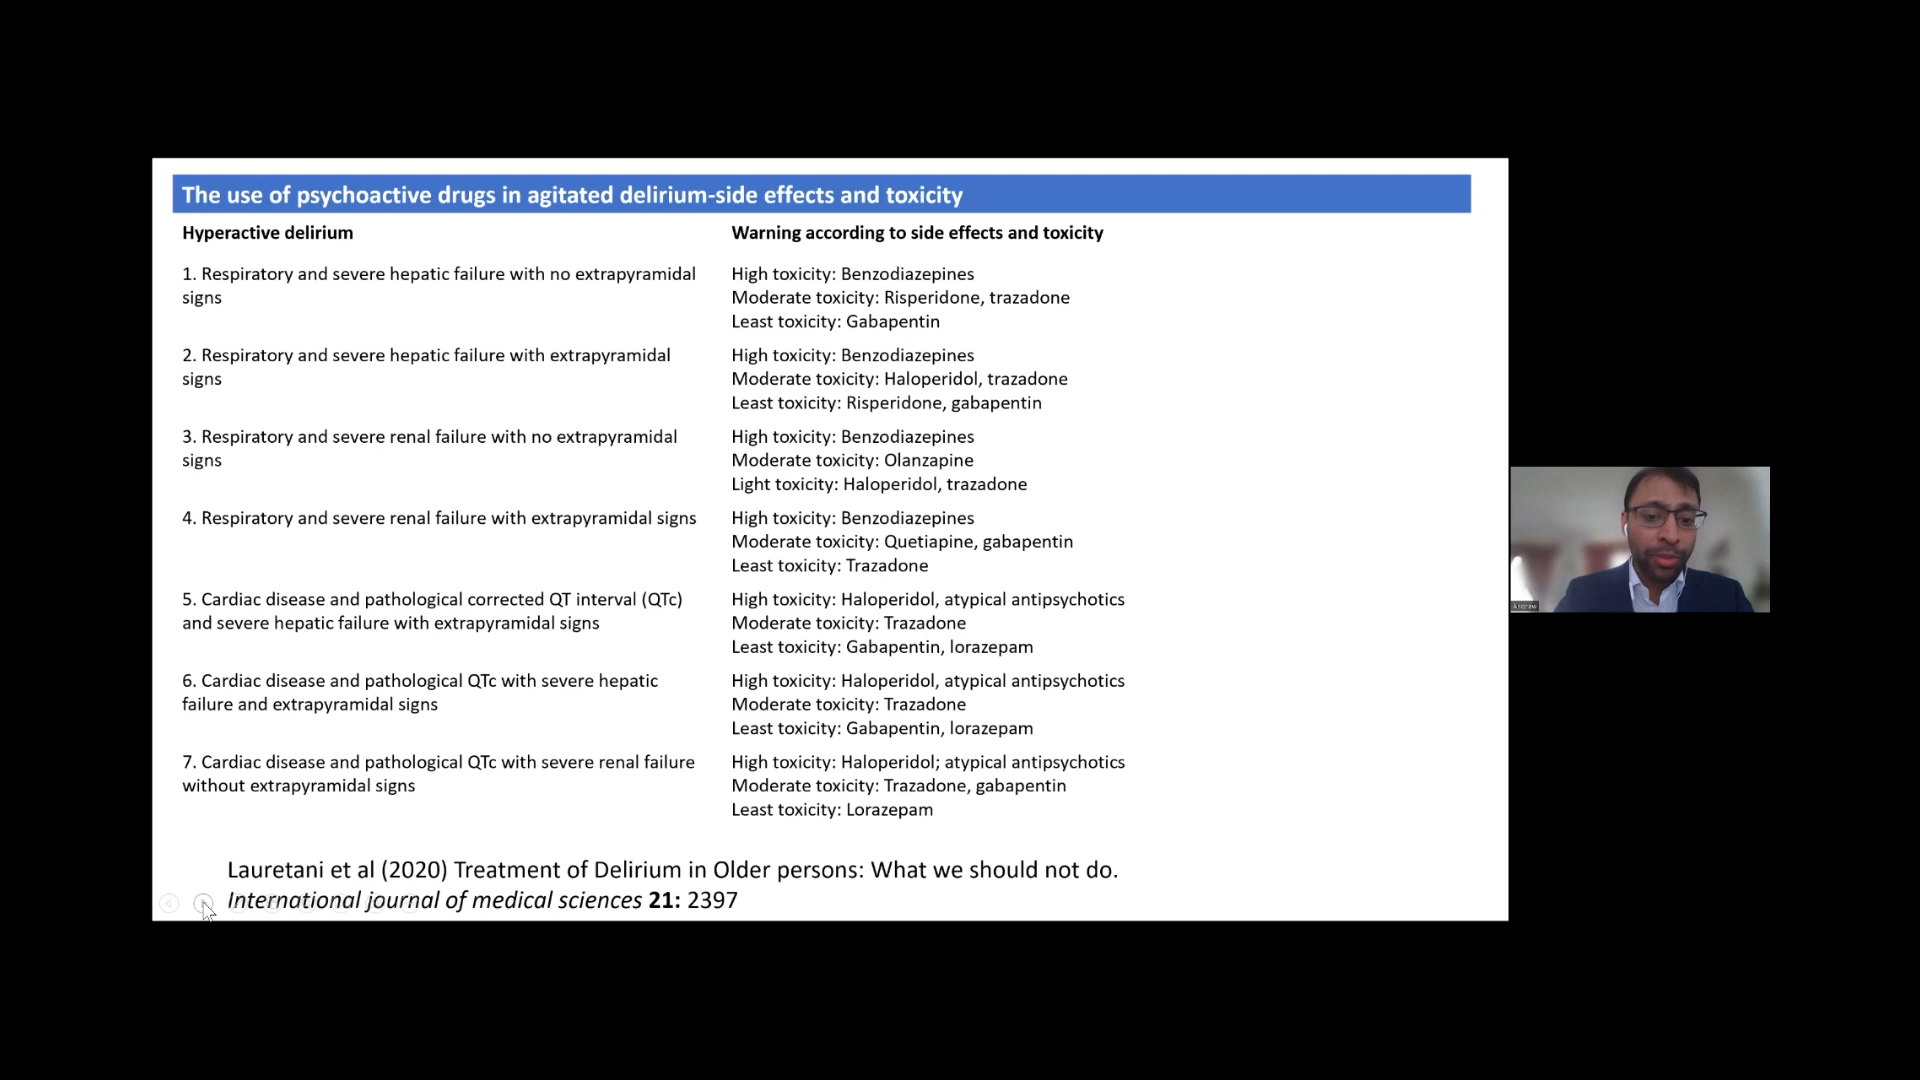 The use of psychoactive drugs in agitated delirium-side effects and toxicity
Hyperactive delirium
Warning according to side effects and toxicity
1. Respiratory and severe hepatic failure with no extrapyramidal
signs
High toxicity: Benzodiazepines
Moderate toxicity: Risperidone, trazadone
Least toxicity: Gabapentin
2. Respiratory and severe hepatic failure with extrapyramidal
signs
High toxicity: Benzodiazepines
Moderate toxicity: Haloperidol, trazadone
Least toxicity: Risperidone, gabapentin
3. Respiratory and severe renal failure with no extrapyramidal
signs
High toxicity: Benzodiazepines
Moderate toxicity: Olanzapine
Light toxicity: Haloperidol, trazadone
4. Respiratory and severe renal failure with extrapyramidal signs
High toxicity: Benzodiazepines
Moderate toxicity: Quetiapine, gabapentin
Least toxicity: Trazadone
5. Cardiac disease and pathological corrected QT interval (QTc)
and severe hepatic failure with extrapyramidal signs
High toxicity: Haloperidol, atypical antipsychotics
Moderate toxicity: Trazadone
Least toxicity: Gabapentin, lorazepam
6. Cardiac disease and pathological QTc with severe hepatic
failure and extrapyramidal signs
High toxicity: Haloperidol, atypical antipsychotics
Moderate toxicity: Trazadone
Least toxicity: Gabapentin, lorazepam
7. Cardiac disease and pathological QTc with severe renal failure
without extrapyramidal signs
High toxicity: Haloperidol; atypical antipsychotics
Moderate toxicity: Trazadone, gabapentin
Least toxicity: Lorazepam
Lauretani et al (2020) Treatment of Delirium in Older persons: What we should not do.
International journal of medical sciences 21: 2397
Andrew